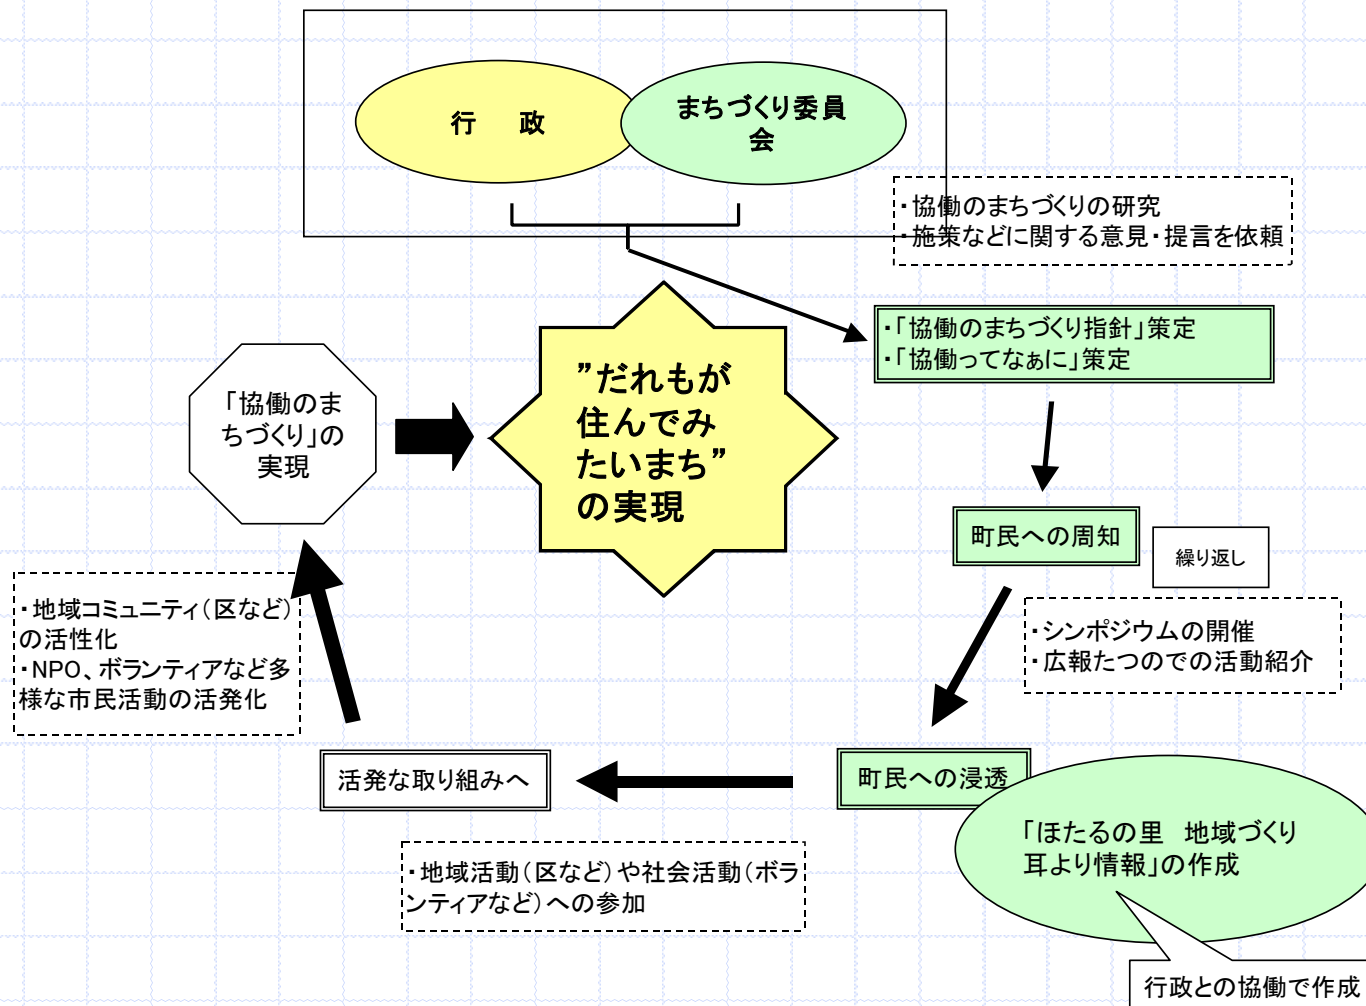 行　政
まちづくり委員
会
・協働のまちづくりの研究
・施策などに関する意見・提言を依頼
・「協働のまちづくり指針」策定
・「協働ってなぁに」策定
”だれもが
住んでみ
たいまち”
の実現
「協働のま
ちづくり」の
実現
町民への周知
繰り返し
・シンポジウムの開催
・広報たつのでの活動紹介
・地域コミュニティ（区など）
の活性化
・NPO、ボランティアなど多
様な市民活動の活発化
町民への浸透
活発な取り組みへ
「ほたるの里　地域づくり
耳より情報」の作成
・地域活動（区など）や社会活動（ボラ
ンティアなど）への参加
行政との協働で作成